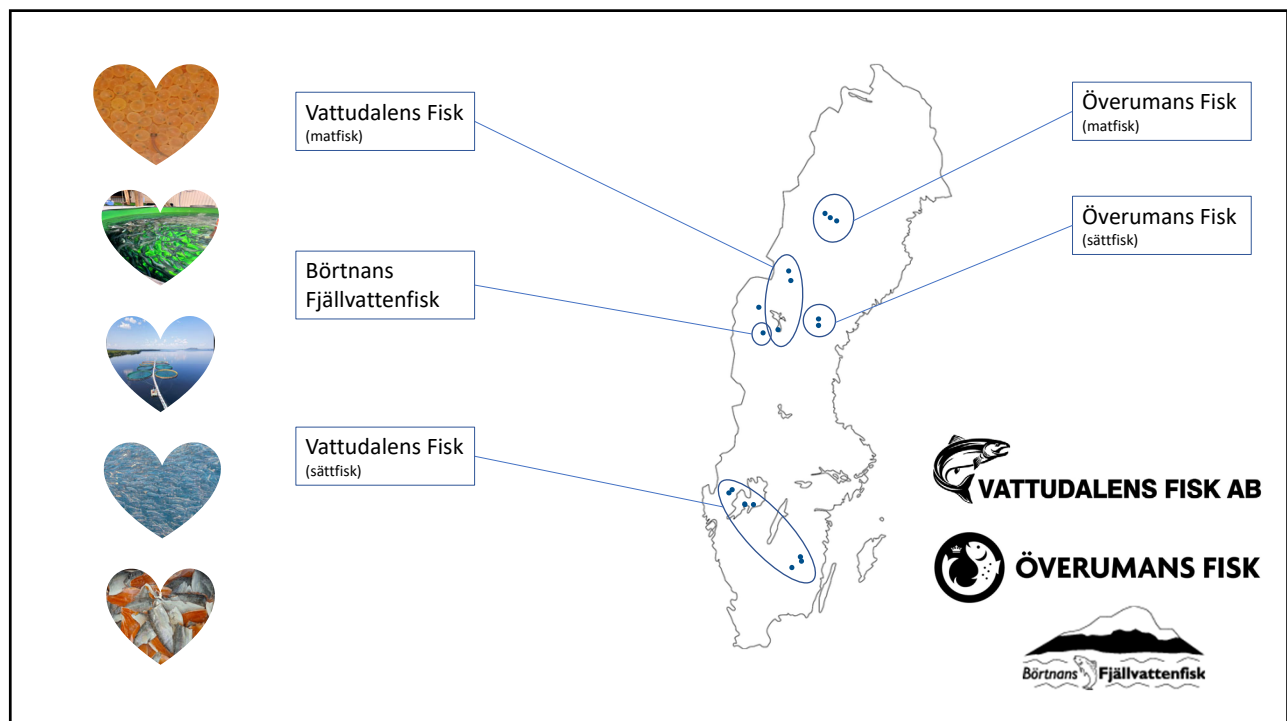 Vattudalens Fisk
(matfisk)
Överumans Fisk
(matfisk)
Överumans Fisk
(sättfisk)
Börtnans
Fjällvattenfisk
Vattudalens Fisk
(sättfisk)
VATTUDALENS FISK AB
ÖVERUMANS FISK
Börtnans Fjällvattenfisk